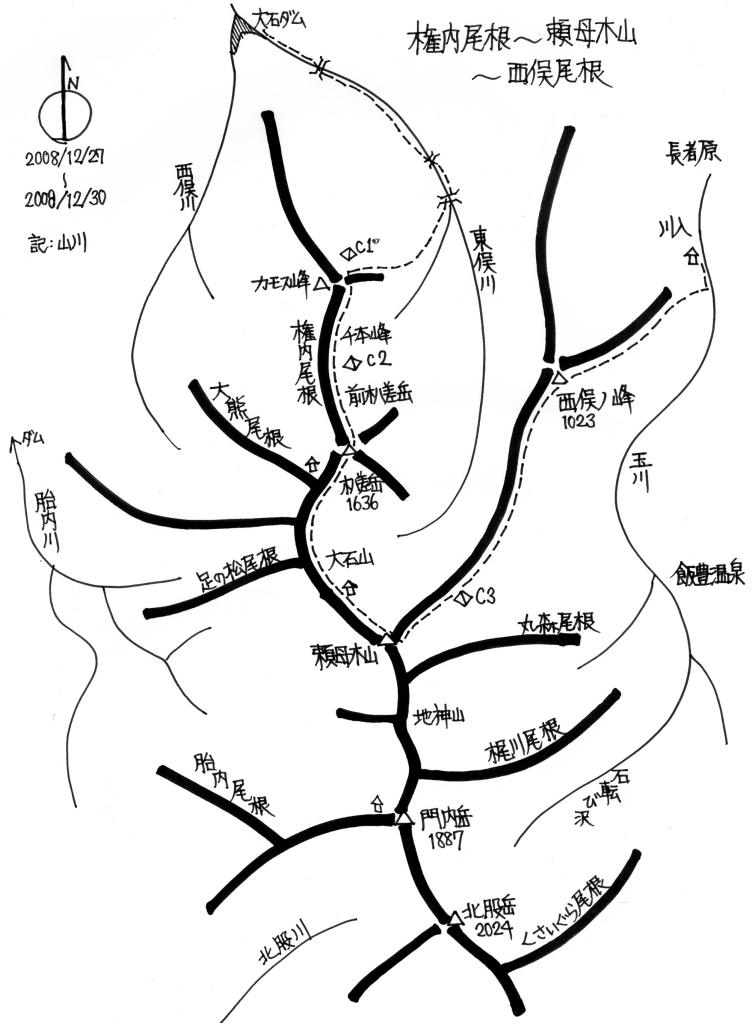 大石ダム
権内尾根～頼母木山
～西俣尾根
N
2008/12/27
～
2008/12/30
記:山川
西俣川
長者原
川入
東俣川
C1
カモス峰
権内尾根
千本峰
C2
前杁差岳
大熊尾根
西俣ノ峰
1023
ダム
胎内川
玉川
杁差岳
1636
大石山
足の松尾根
飯豊温泉
C3
丸森尾根
頼母木山
地神山
梶川尾根
胎内尾根
石転び沢
門内岳
1887
北股岳
2024
くさいぐら尾根
北股川